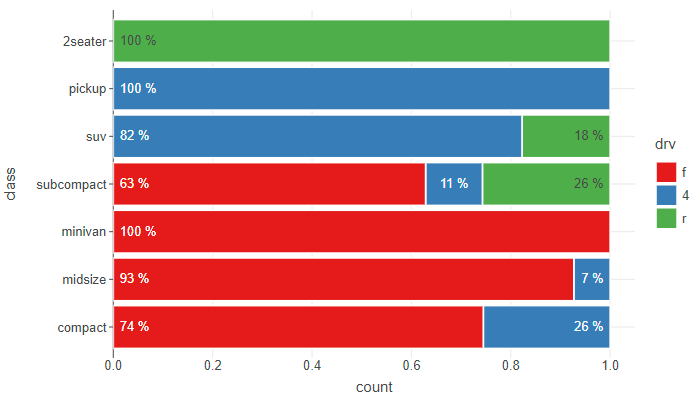 2seater 100 %
pickup 100 %
suv 82 % 18 %
subcompact 63 % 11 % 26 %
minivan 100 %
midsize 93 % 7 %
compact 74 % 26 %
0.0 0.2 0.4 0.6 0.8 1.0
count
class
drv
f
4
r